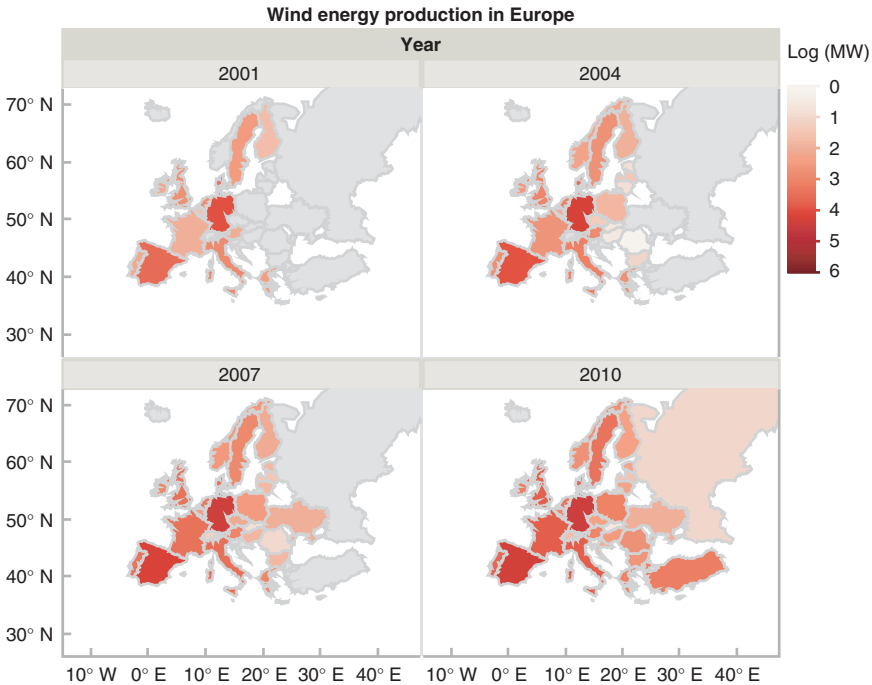 Wind energy production in Europe
Year
Log (MW)
2001 2004
0
1
2
3
4
5
6
70° N
60° N
50° N
40° N
30° N
2007 2010
70° N
60° N
50° N
40° N
30° N
10° W 0° E 10° E 20° E 30° E 40° E 10° W 0° E 10° E 20° E 30° E 40° E